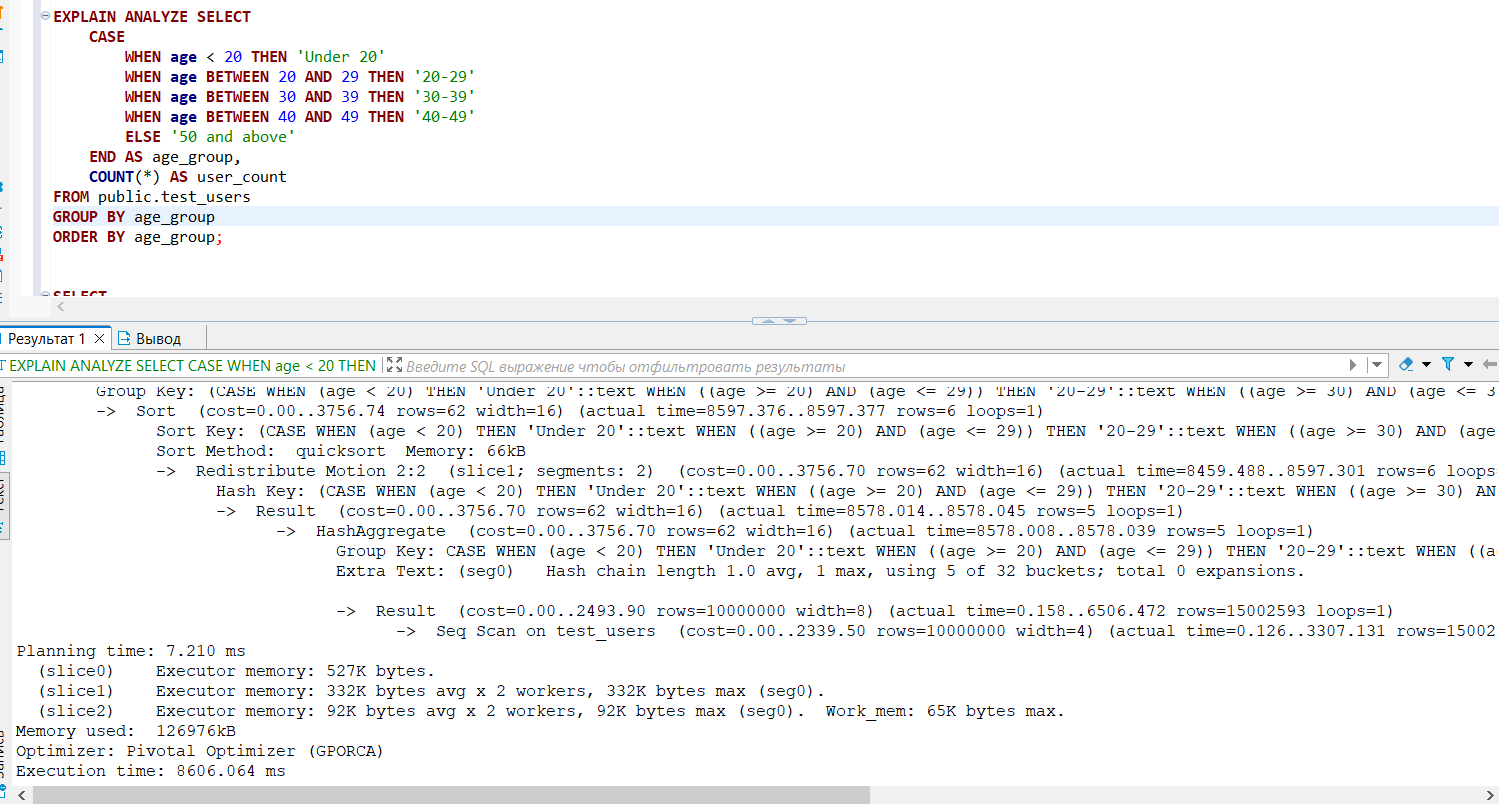 EXPLAIN ANALYZE SELECT
CASE
WHEN age < 20 THEN 'Under 20'
WHEN age BETWEEN 20 AND 29 THEN '20-29'
WHEN age BETWEEN 30 AND 39 THEN '30-39'
WHEN age BETWEEN 40 AND 49 THEN '40-49'
ELSE '50 and above'
END AS age_group,
COUNT(*) AS user_count
FROM public.test_users
GROUP BY age_group
ORDER BY age_group;
SELECT
Результат 1 Вывод
EXPLAIN ANALYZE SELECT CASE WHEN age < 20 THEN Введите SQL выражение чтобы отфильтровать результаты
Group Key: (CASE WHEN (age < 20) THEN 'Under 20'::text WHEN ((age >= 20) AND (age <= 29)) THEN '20-29'::text WHEN ((age >= 30) AND (age <= 3
-> Sort (cost=0.00..3756.74 rows=62 width=16) (actual time=8597.376..8597.377 rows=6 loops=1)
Sort Key: (CASE WHEN (age < 20) THEN 'Under 20'::text WHEN ((age >= 20) AND (age <= 29)) THEN '20-29'::text WHEN ((age >= 30) AND (age
Sort Method: quicksort Memory: 66kB
-> Redistribute Motion 2:2 (slice1; segments: 2) (cost=0.00..3756.70 rows=62 width=16) (actual time=8459.488..8597.301 rows=6 loops
Hash Key: (CASE WHEN (age < 20) THEN 'Under 20'::text WHEN ((age >= 20) AND (age <= 29)) THEN '20-29'::text WHEN ((age >= 30) AN
-> Result (cost=0.00..3756.70 rows=62 width=16) (actual time=8578.014..8578.045 rows=5 loops=1)
-> HashAggregate (cost=0.00..3756.70 rows=62 width=16) (actual time=8578.008..8578.039 rows=5 loops=1)
Group Key: CASE WHEN (age < 20) THEN 'Under 20'::text WHEN ((age >= 20) AND (age <= 29)) THEN '20-29'::text WHEN ((a
Extra Text: (seg0) Hash chain length 1.0 avg, 1 max, using 5 of 32 buckets; total 0 expansions.
-> Result (cost=0.00..2493.90 rows=10000000 width=8) (actual time=0.158..6506.472 rows=15002593 loops=1)
-> Seq Scan on test_users (cost=0.00..2339.50 rows=10000000 width=4) (actual time=0.126..3307.131 rows=15002
Planning time: 7.210 ms
(slice0) Executor memory: 527K bytes.
(slice1) Executor memory: 332K bytes avg x 2 workers, 332K bytes max (seg0).
(slice2) Executor memory: 92K bytes avg x 2 workers, 92K bytes max (seg0). Work_mem: 65K bytes max.
Memory used: 126976kB
Optimizer: Pivotal Optimizer (GPORCA)
Execution time: 8606.064 ms